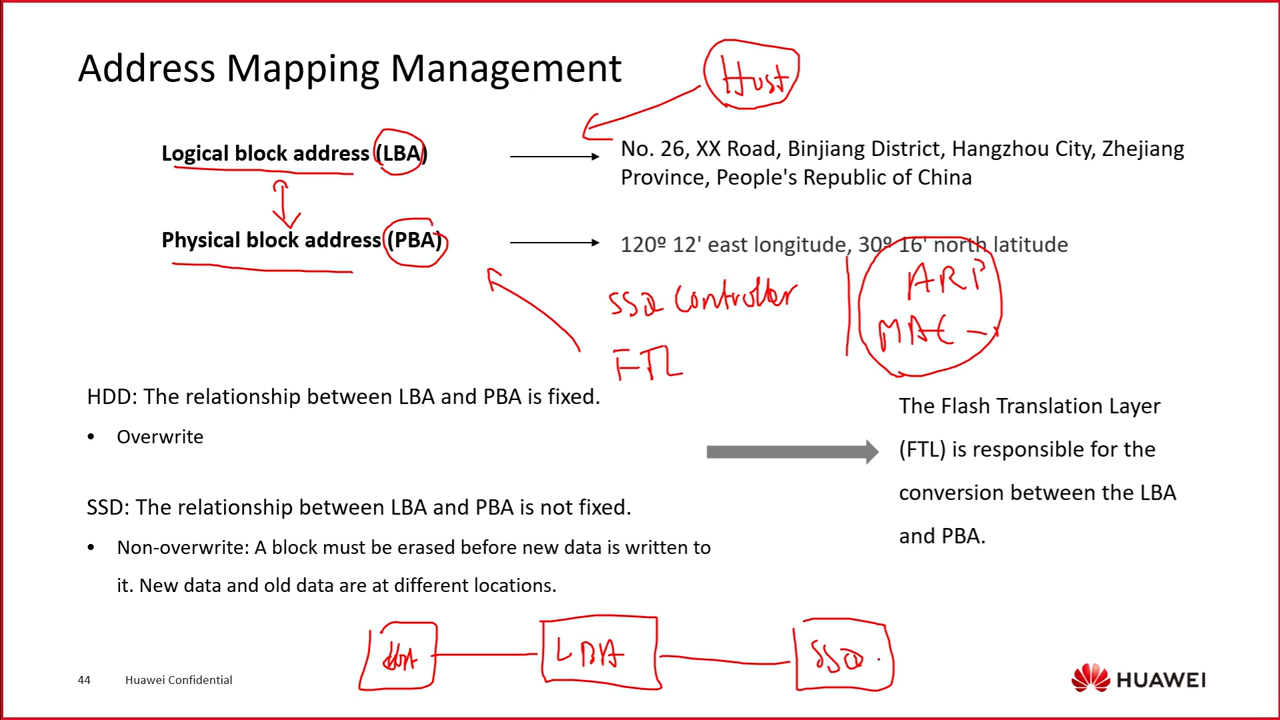 Address Mapping Management
Host
Logical block address (LBA)
No. 26, XX Road, Binjiang District, Hangzhou City, Zhejiang
Province, People's Republic of China
Physical block address (PBA)
120º 12' east longitude, 30º 16' north latitude
SSD Controller
ARP
MAC
FTL
HDD: The relationship between LBA and PBA is fixed.
• Overwrite
The Flash Translation Layer
(FTL) is responsible for the
conversion between the LBA
and PBA.
SSD: The relationship between LBA and PBA is not fixed.
• Non-overwrite: A block must be erased before new data is written to
it. New data and old data are at different locations.
LBA
SSD
44
Huawei Confidential
HUAWEI